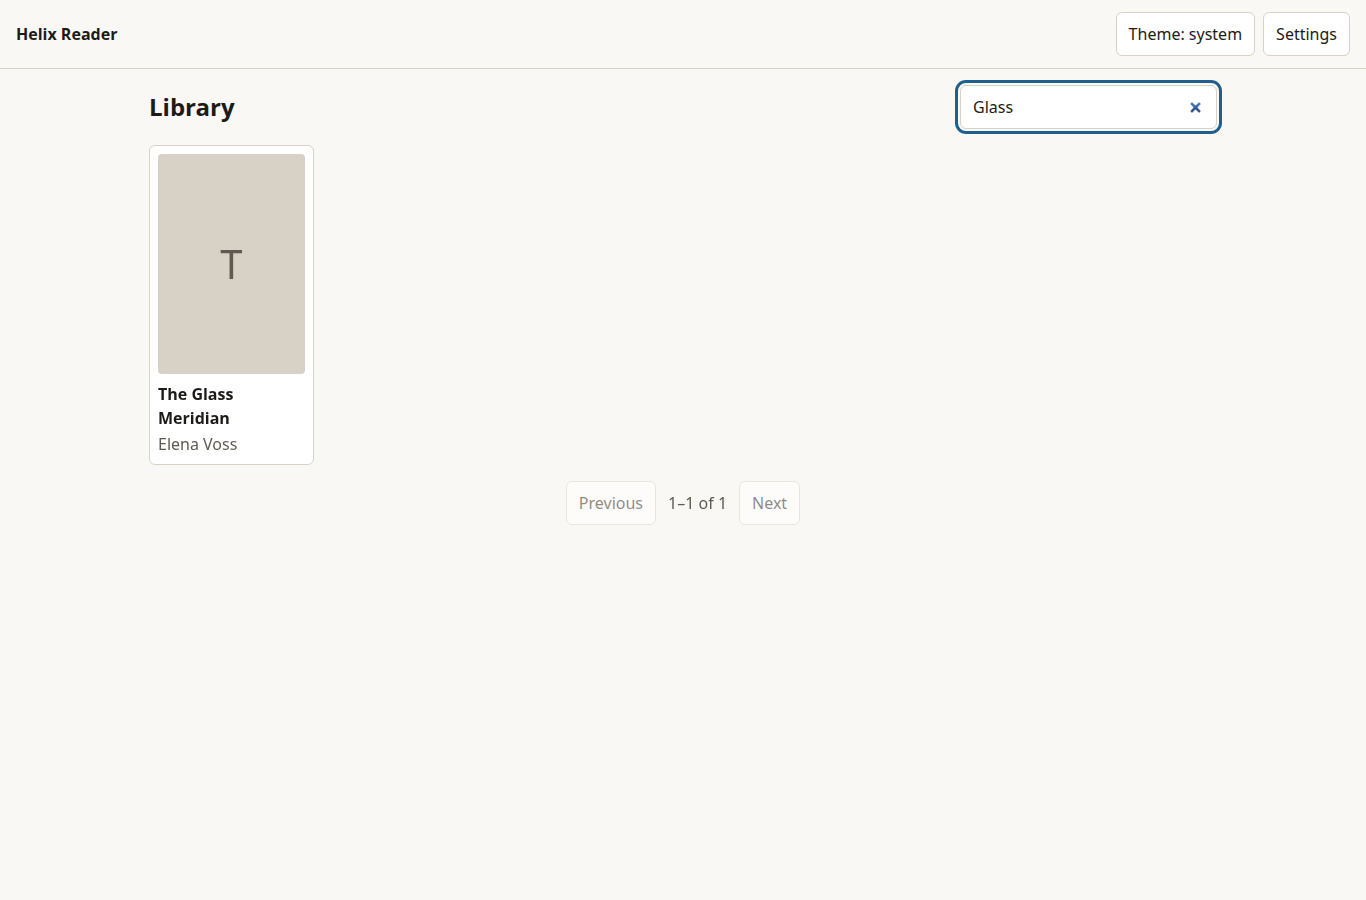 Helix Reader
Theme: system
Settings
Library
Glass
T
The Glass
Meridian
Elena Voss
Previous
1–1 of 1
Next